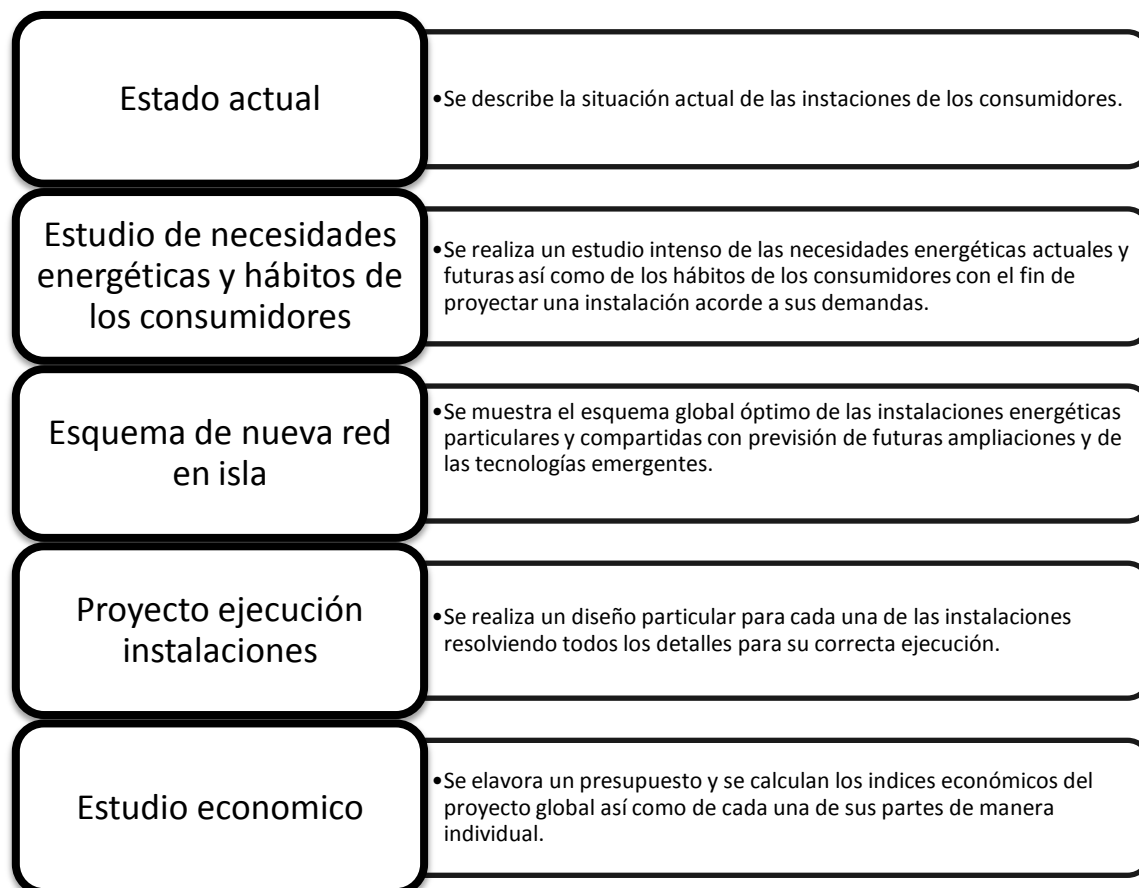 Estado actual
•Se describe la situación actual de las instaciones de los consumidores.
Estudio de necesidades
energéticas y hábitos de
los consumidores
•Se realiza un estudio intenso de las necesidades energéticas actuales y
futuras así como de los hábitos de los consumidores con el fin de
proyectar una instalación acorde a sus demandas.
Esquema de nueva red
en isla
•Se muestra el esquema global óptimo de las instalaciones energéticas
particulares y compartidas con previsión de futuras ampliaciones y de
las tecnologías emergentes.
Proyecto ejecución
instalaciones
•Se realiza un diseño particular para cada una de las instalaciones
resolviendo todos los detalles para su correcta ejecución.
Estudio economico
•Se elavora un presupuesto y se calculan los indices económicos del
proyecto global así como de cada una de sus partes de manera
individual.